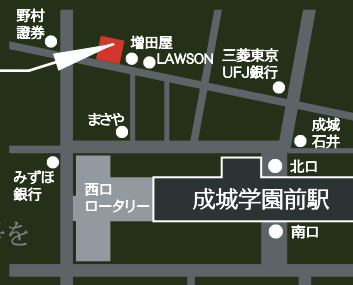 野村
證券
増田屋
LAWSON
三菱東京
UFJ銀行
まさや
成城
石井
みずほ
銀行
西口
ロータリー
北口
成城学園前駅
南口
を